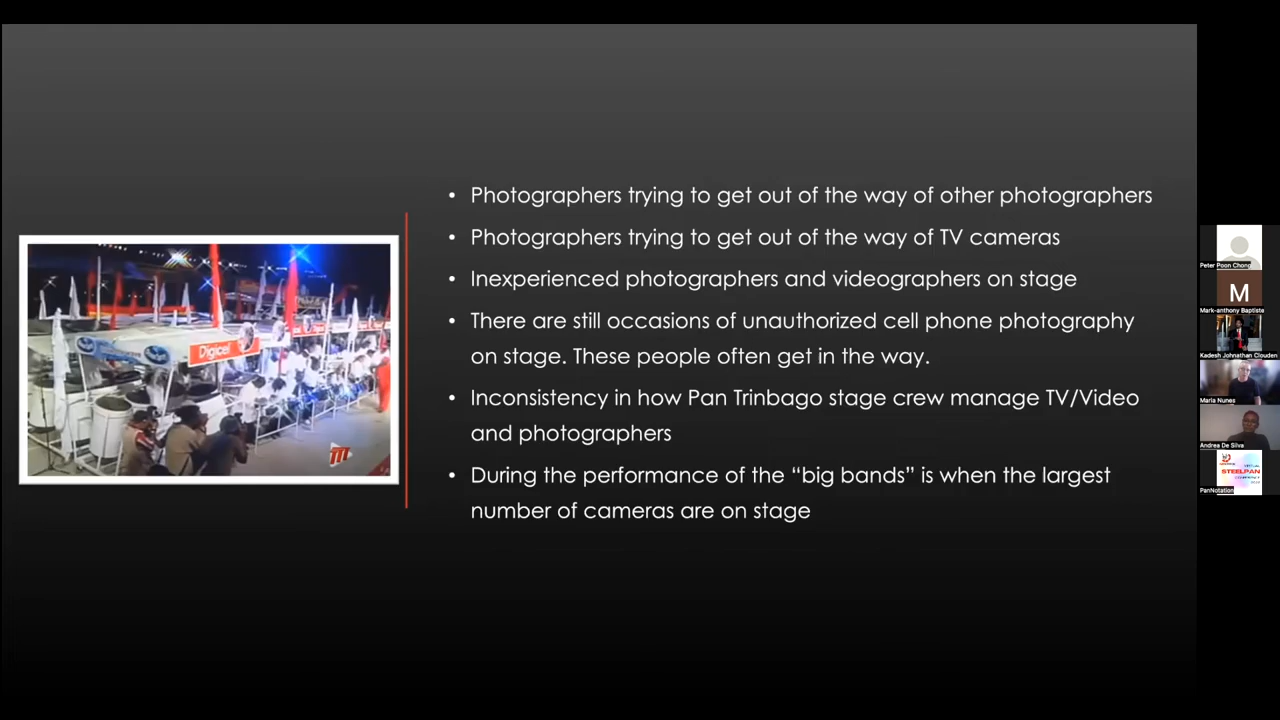 • Photographers trying to get out of the way of other photographers
• Photographers trying to get out of the way of TV cameras
• Inexperienced photographers and videographers on stage
• There are still occasions of unauthorized cell phone photography
on stage. These people often get in the way.
• Inconsistency in how Pan Trinbago stage crew manage TV/Video
and photographers
• During the performance of the “big bands” is when the largest
number of cameras are on stage
Digicel
Peter Poon Chong
M
Mark-anthony Baptiste
Kadesh Johnathan Clouden
Maria Nunes
Andrea De Silva
STEELPAN
PanNotation